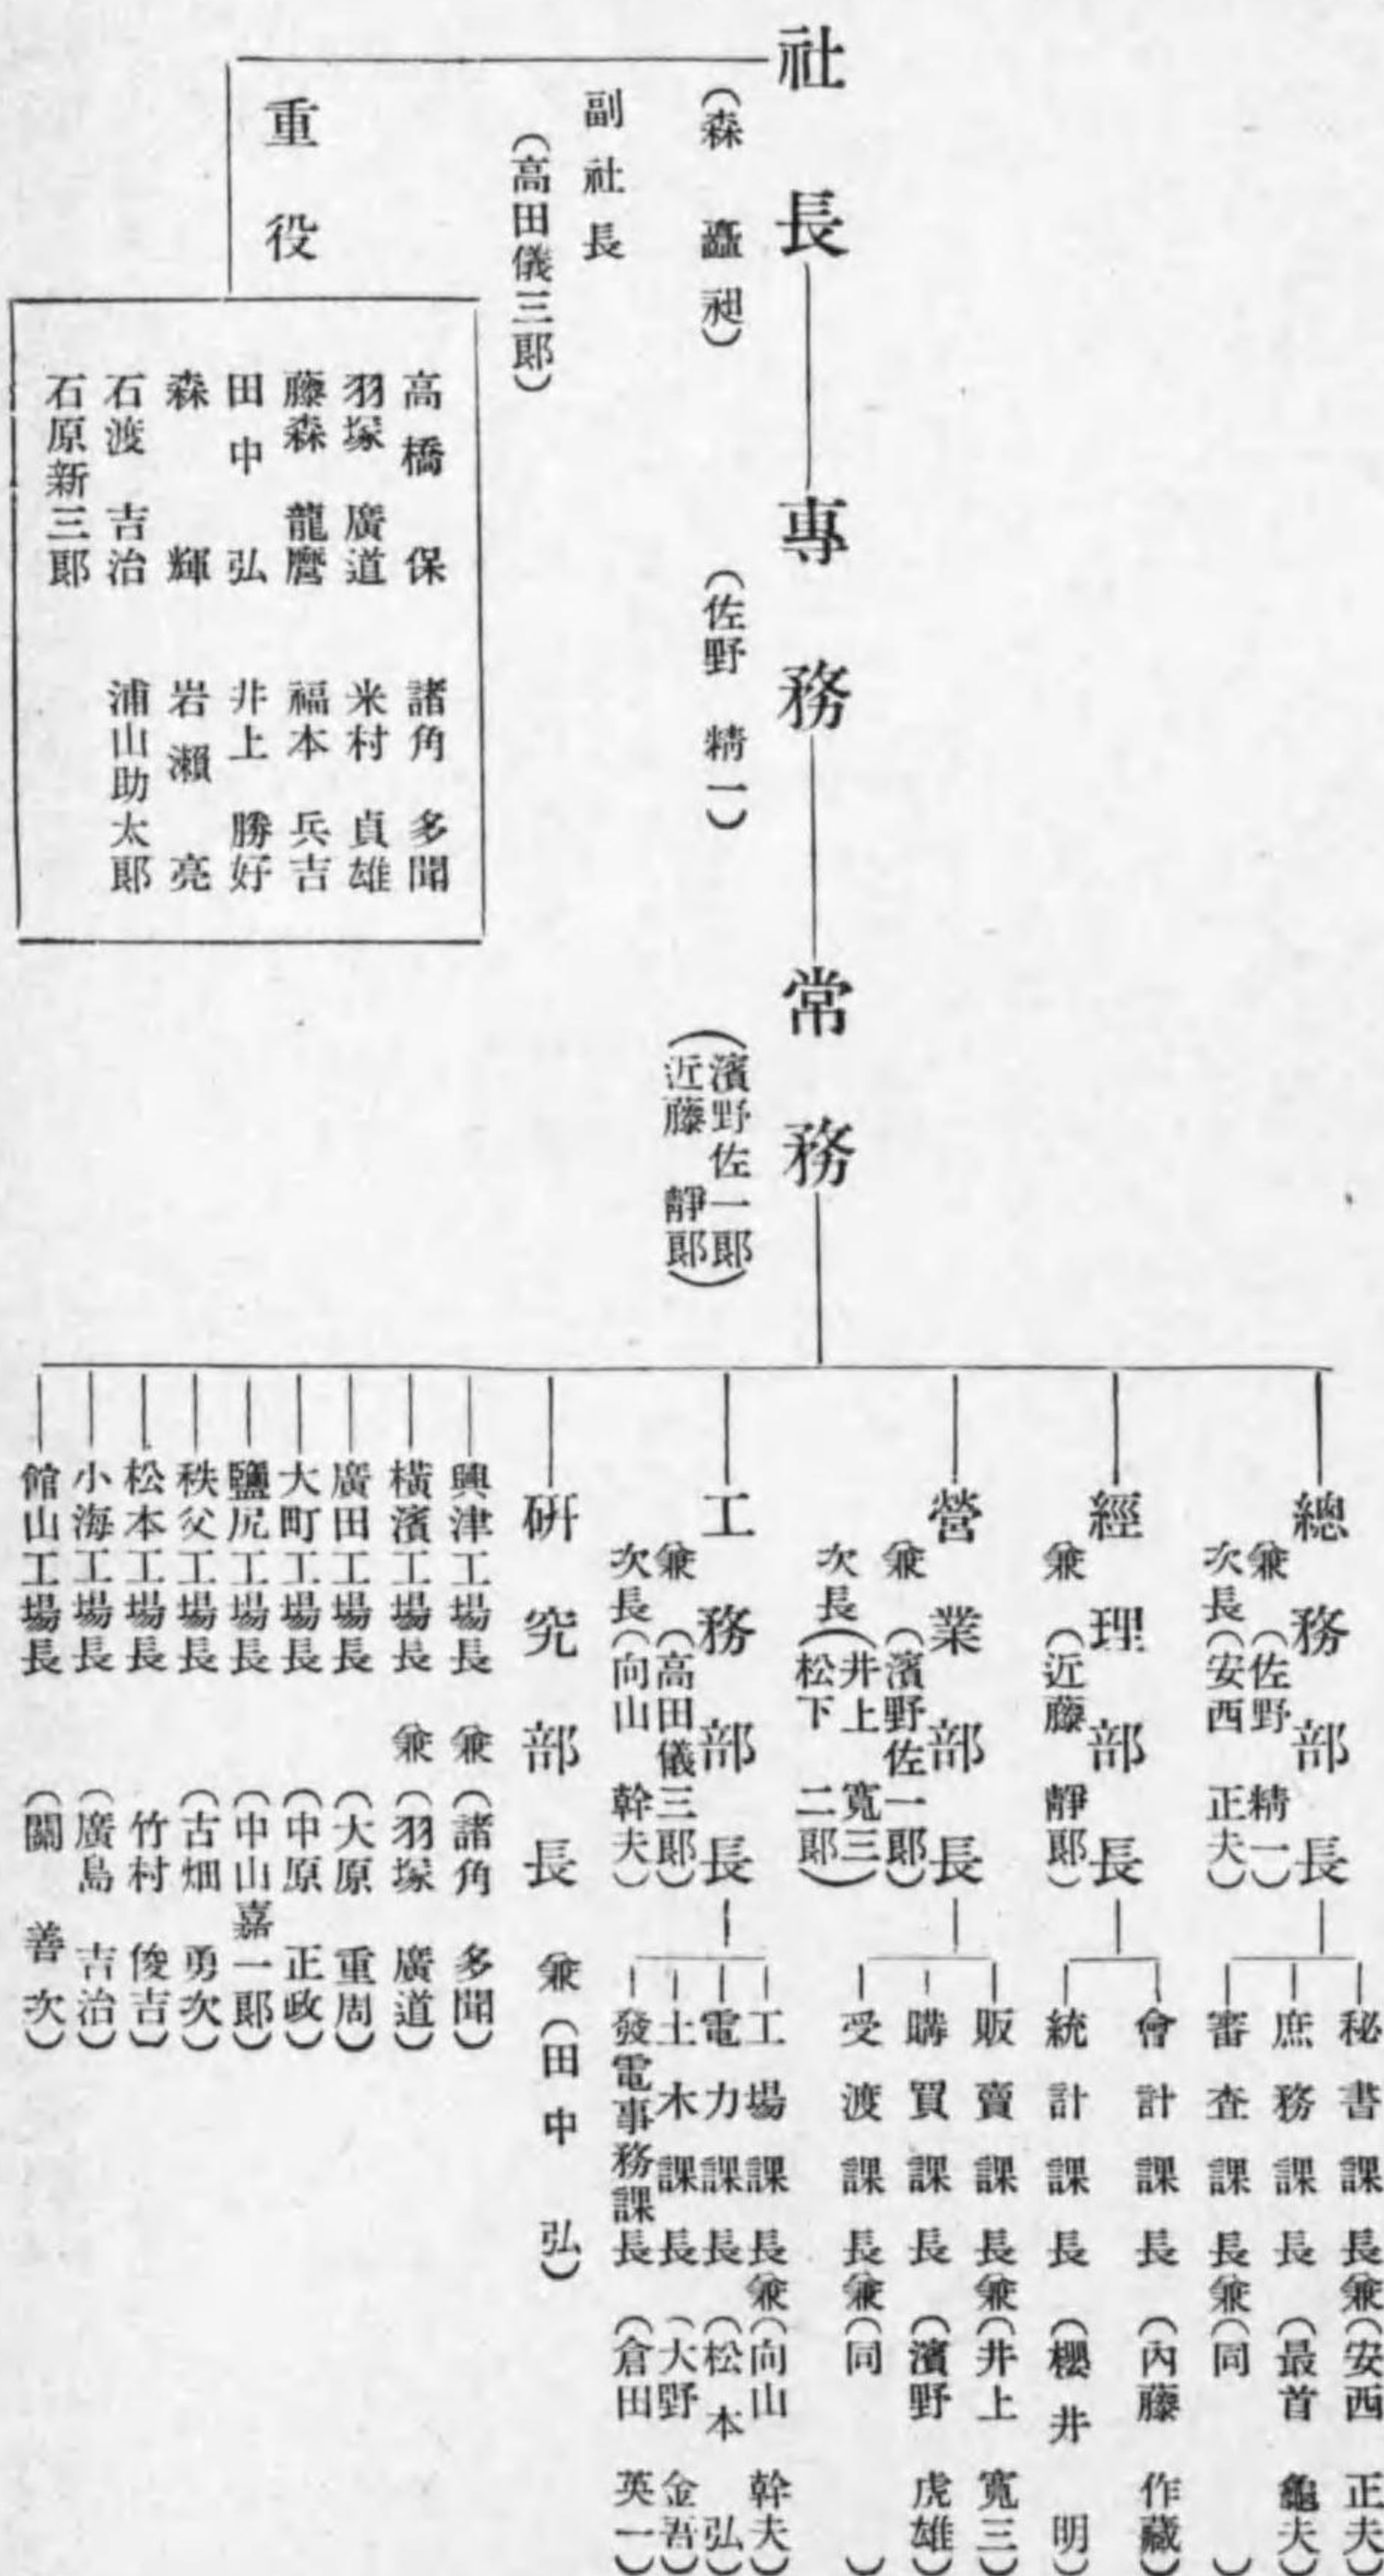 社長
(森矗昶)
副社長
(高田儀三郎)
重役
高橋保 諸角多聞
羽塚廣道 米村貞雄
藤森龍麿 福本兵吉
田中弘 井上勝好
森輝 岩瀬亮
石渡吉治 浦山助太郎
石原新三郎
專務
(佐野精一)
常務
(濱野佐一郎
近藤靜郎)
總務部長
兼(佐野精一)
次長(安西正夫)
秘書課長兼(安西正夫)
庶務課長(最首龜夫)
審査課長兼(同)
經理部長
兼(近藤靜郎)
會計課長(內藤作藏)
統計課長(櫻井明)
營業部長
兼(濱野佐一郎)
次長(井上寬三
松下二郎)
販賣課長兼(井上寬三)
購買課長(濱野虎雄)
受渡課長兼(同)
工務部長
兼(高田儀三郎)
次長(向山幹夫)
工場課長兼(向山幹夫)
電力課長(松本弘)
土木課長(大野金吾)
發電事務課長(倉田英一)
硏究部長兼(田中弘)
興津工場長兼(諸角多聞)
橫濱工場長兼(羽塚廣道)
廣田工場長(大原重周)
大町工場長(中原正政)
鹽尻工場長(中山嘉一郎)
秩父工場長(古畑勇次)
松本工場長(竹村俊吉)
小海工場長(廣島吉治)
館山工場長(關善次)